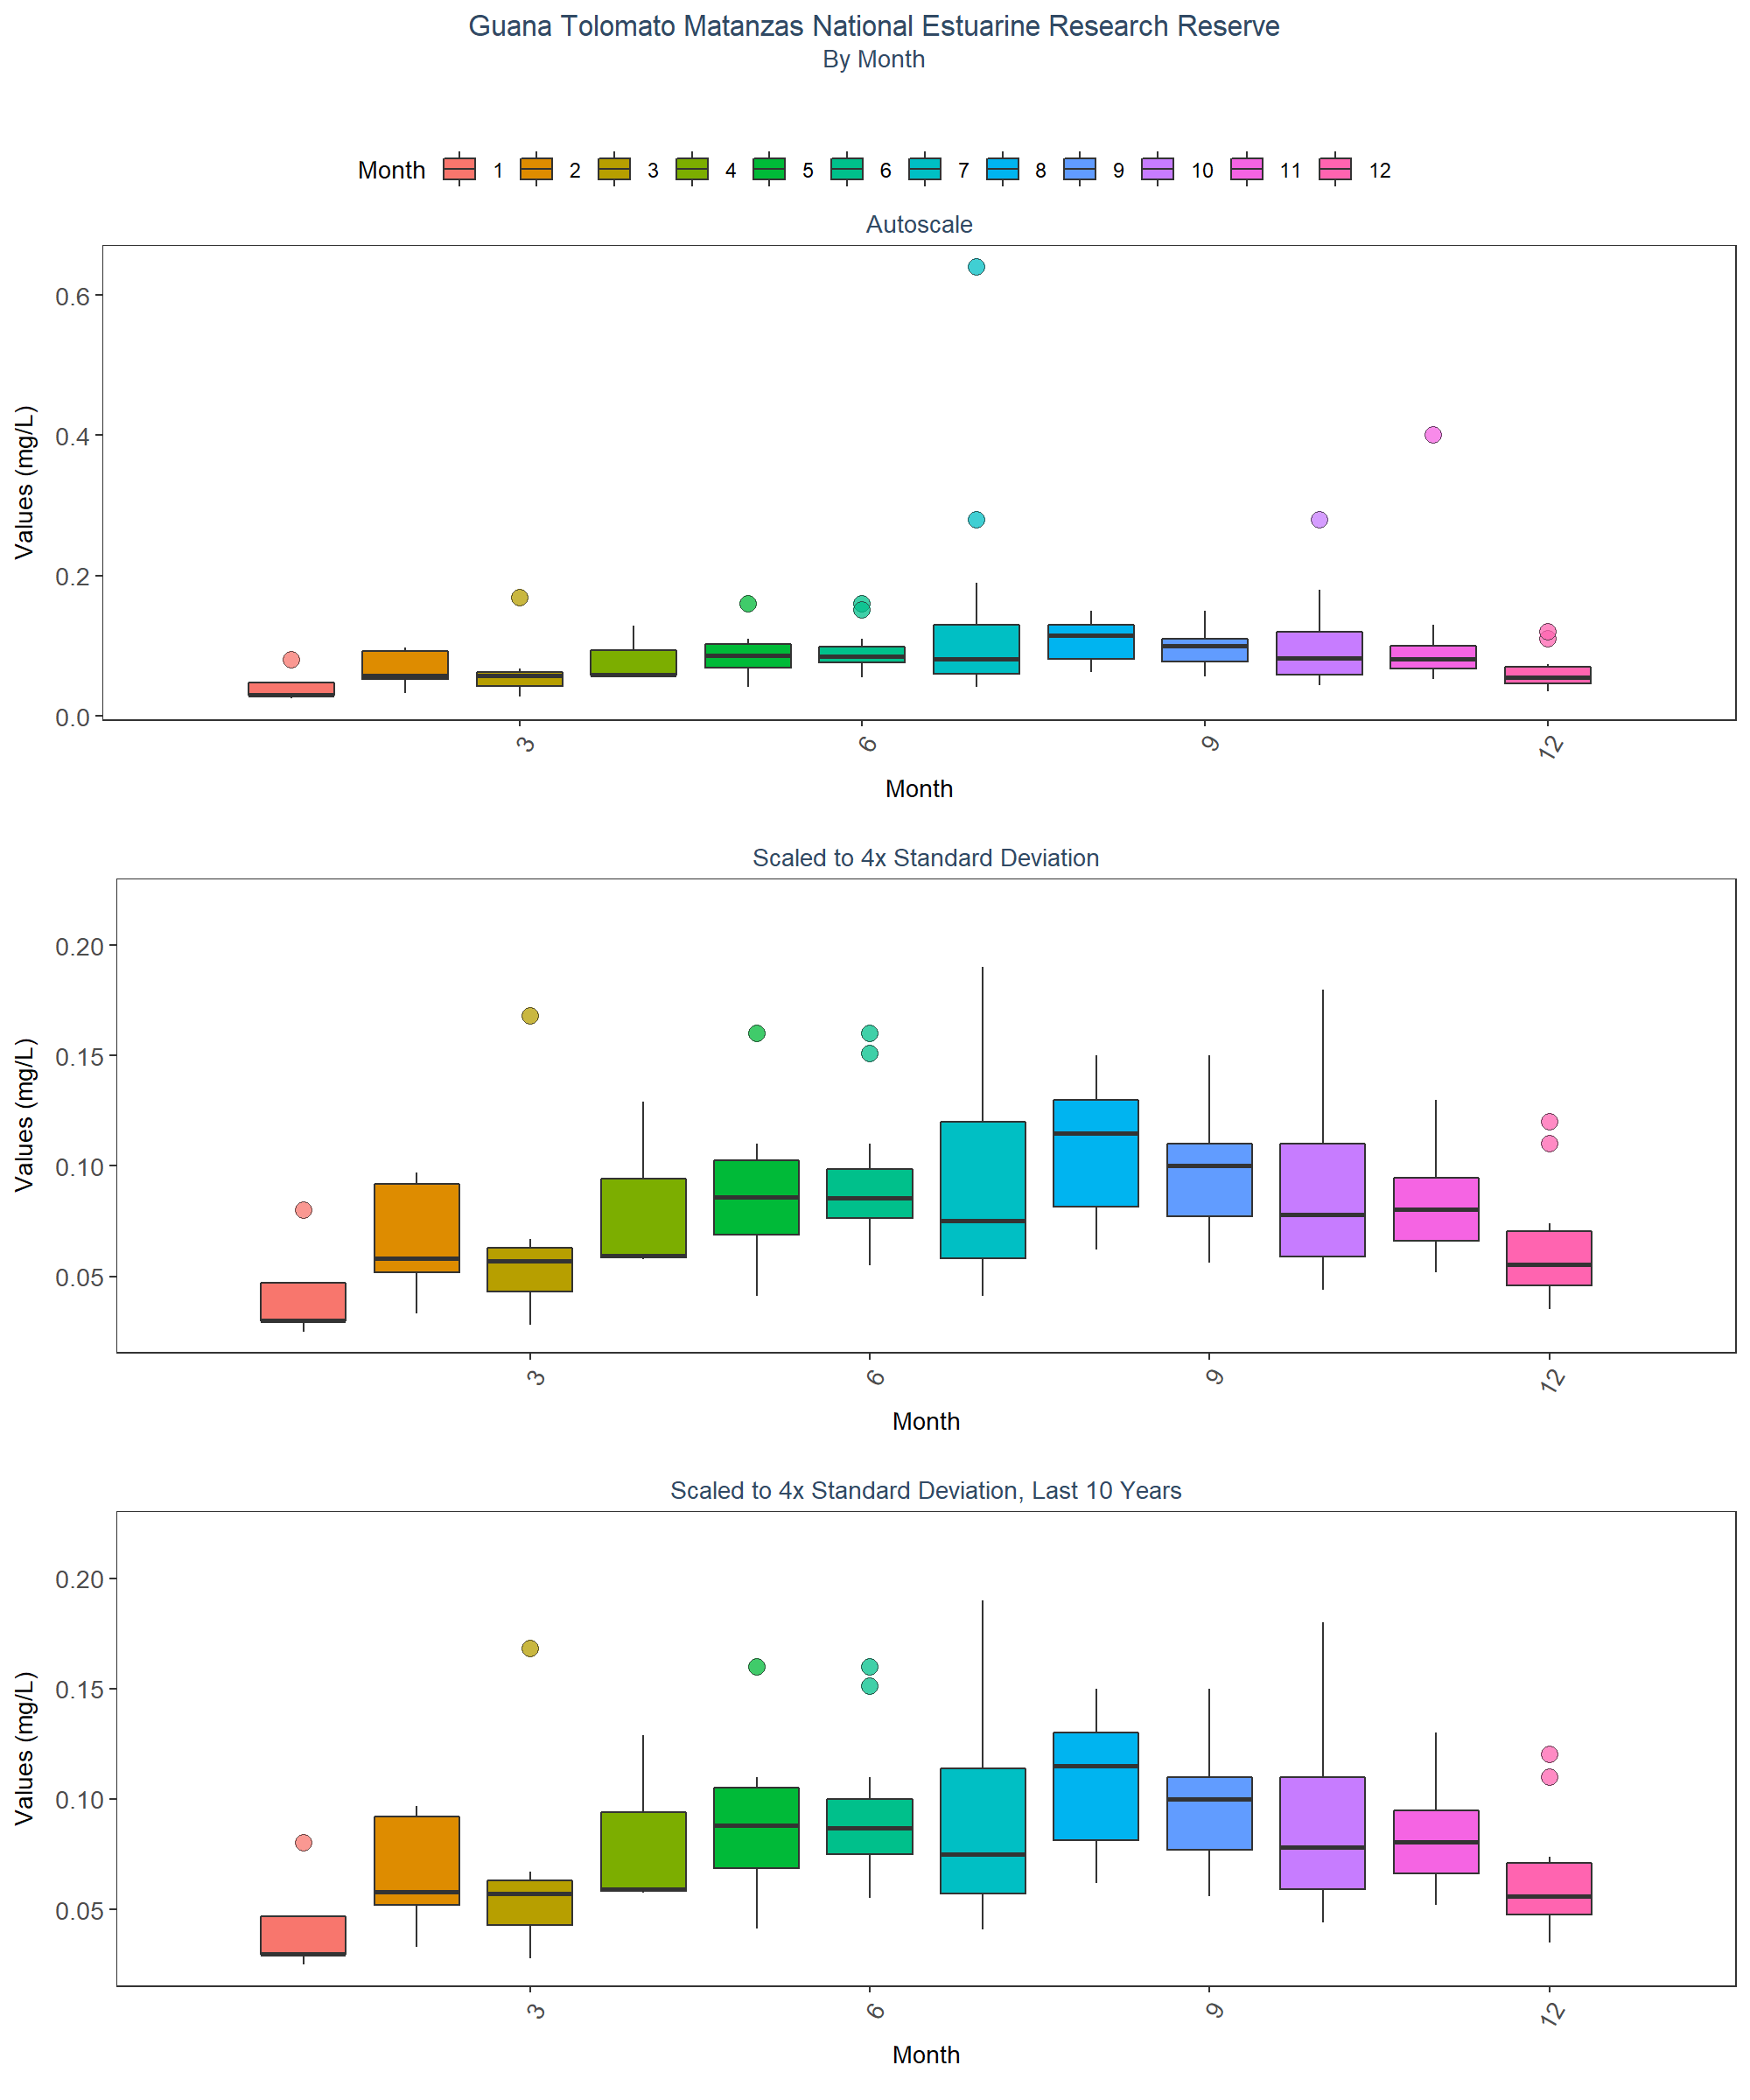 Guana Tolomato Matanzas National Estuarine Research Reserve
By Month
Month 1 2 3 4 5 6 7 8 9 10 11 12
Autoscale
Values (mg/L)
0.6
0.4
0.2
0.0
3 6 9 12
Month
Scaled to 4x Standard Deviation
Values (mg/L)
0.20
0.15
0.10
0.05
3 6 9 12
Month
Scaled to 4x Standard Deviation, Last 10 Years
Values (mg/L)
0.20
0.15
0.10
0.05
3 6 9 12
Month